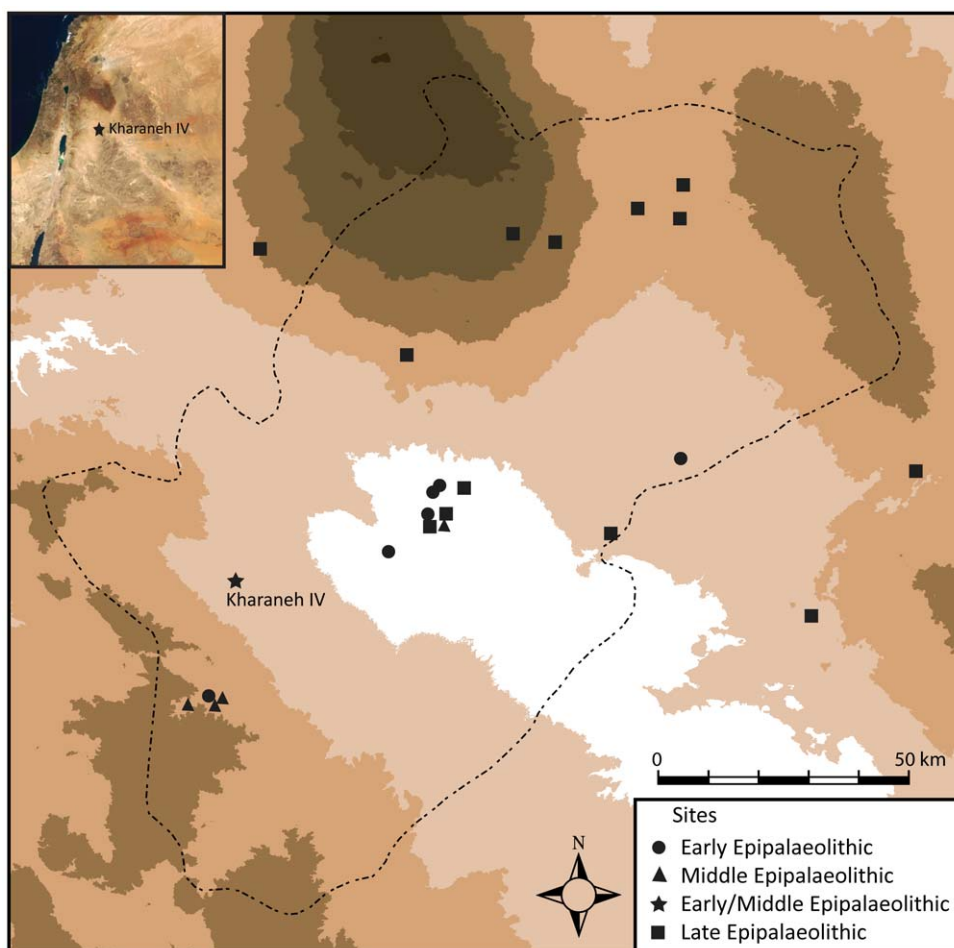 Kharaneh IV
Kharaneh IV
0 50 km
N
Sites
Early Epipalaeolithic
Middle Epipalaeolithic
Early/Middle Epipalaeolithic
Late Epipalaeolithic